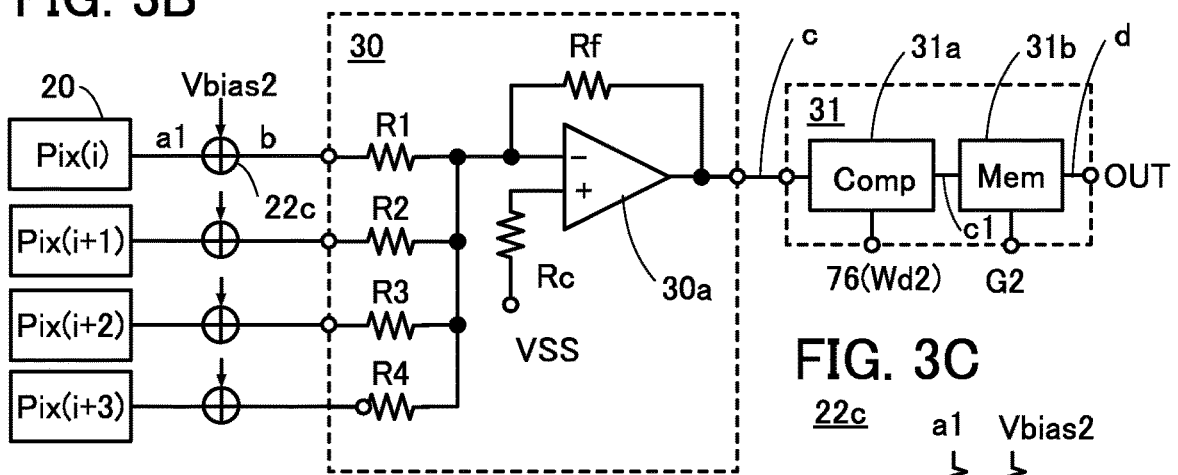 FIG. 3B
30
Rf
c
31a
31b
d
20
Vbias2
R1
31
Pix(i)
a1
b
−
+
Comp
Mem
OUT
22c
R2
c1
Pix(i+1)
Rc
30a
76(Wd2)
G2
R3
Pix(i+2)
VSS
R4
Pix(i+3)
FIG. 3C
22c
a1
Vbias2